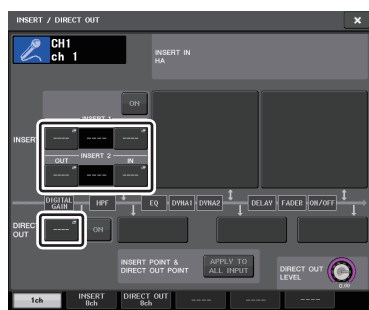 INSERT / DIRECT OUT
CH1
ch 1
INSERT IN
HA
ON
INSERT 1
INSERT
---- ---- ----
OUT INSERT 2 IN
---- ---- ----
DIGITAL GAIN HPF EQ DYNA1 DYNA2 DELAY FADER ON/OFF
DIRECT OUT
---- ON
INSERT POINT & DIRECT OUT POINT
APPLY TO ALL INPUT
DIRECT OUT LEVEL
0.00
1ch
INSERT 8ch
DIRECT OUT 8ch
---- ---- ----